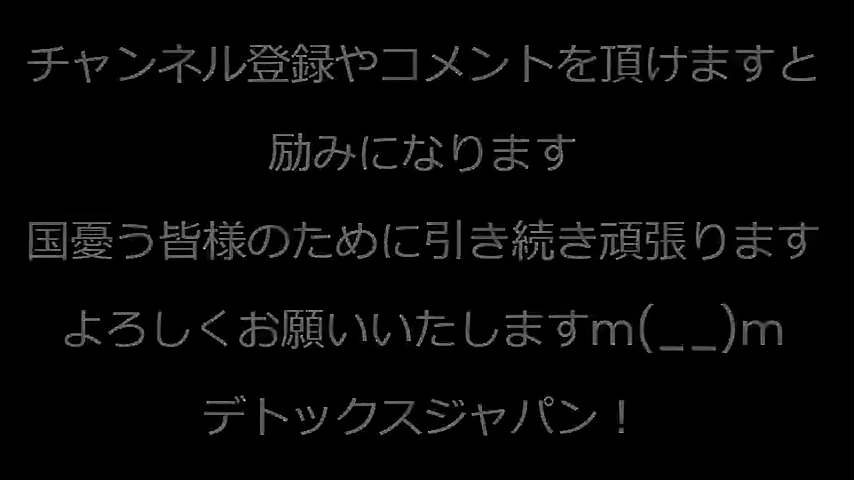 チャンネル登録やコメントを頂けますと
励みになります
国憂う皆様のために引き続き頑張ります
よろしくお願いいたしますm(__)m
デトックスジャパン！